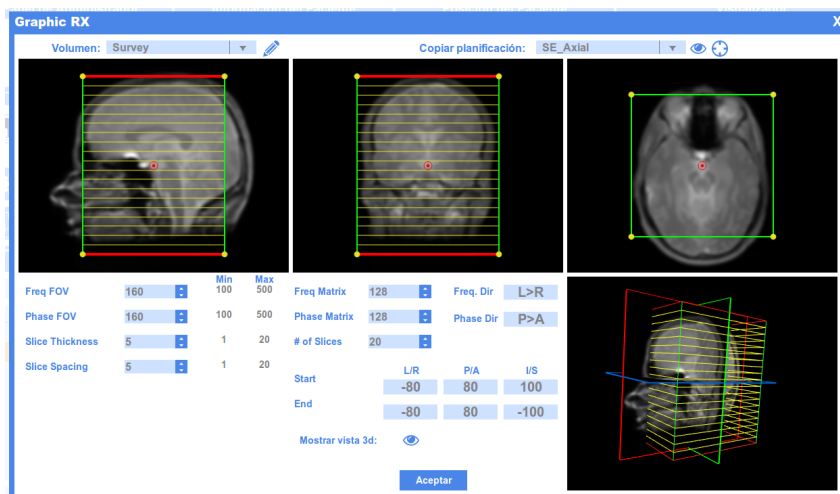 Graphic RX X
Volumen: Survey Copiar planificación: SE_Axial
Min Max
Freq FOV 160 100 500 Freq Matrix 128 Freq. Dir L>R
Phase FOV 160 100 500 Phase Matrix 128 Phase Dir P>A
Slice Thickness 5 1 20 # of Slices 20
Slice Spacing 5 1 20
L/R P/A I/S
Start -80 80 100
End -80 80 -100
Mostrar vista 3d:
Aceptar